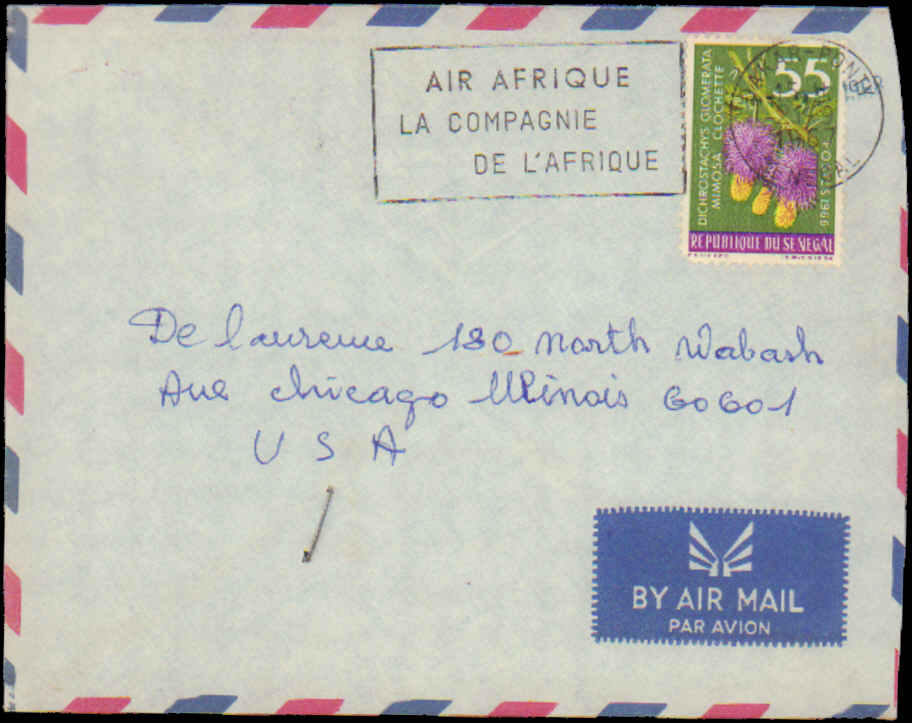 AIR AFRIQUE
LA COMPAGNIE
DE L'AFRIQUE
55
POSTES 1966
DICHROSTACHYS GLOMERATA
MIMOSA CLOCHETTE
REPUBLIQUE DU SENEGAL
De laurence 180 North Wabash
Ave chicago Illinois 60601
U S A
BY AIR MAIL
PAR AVION